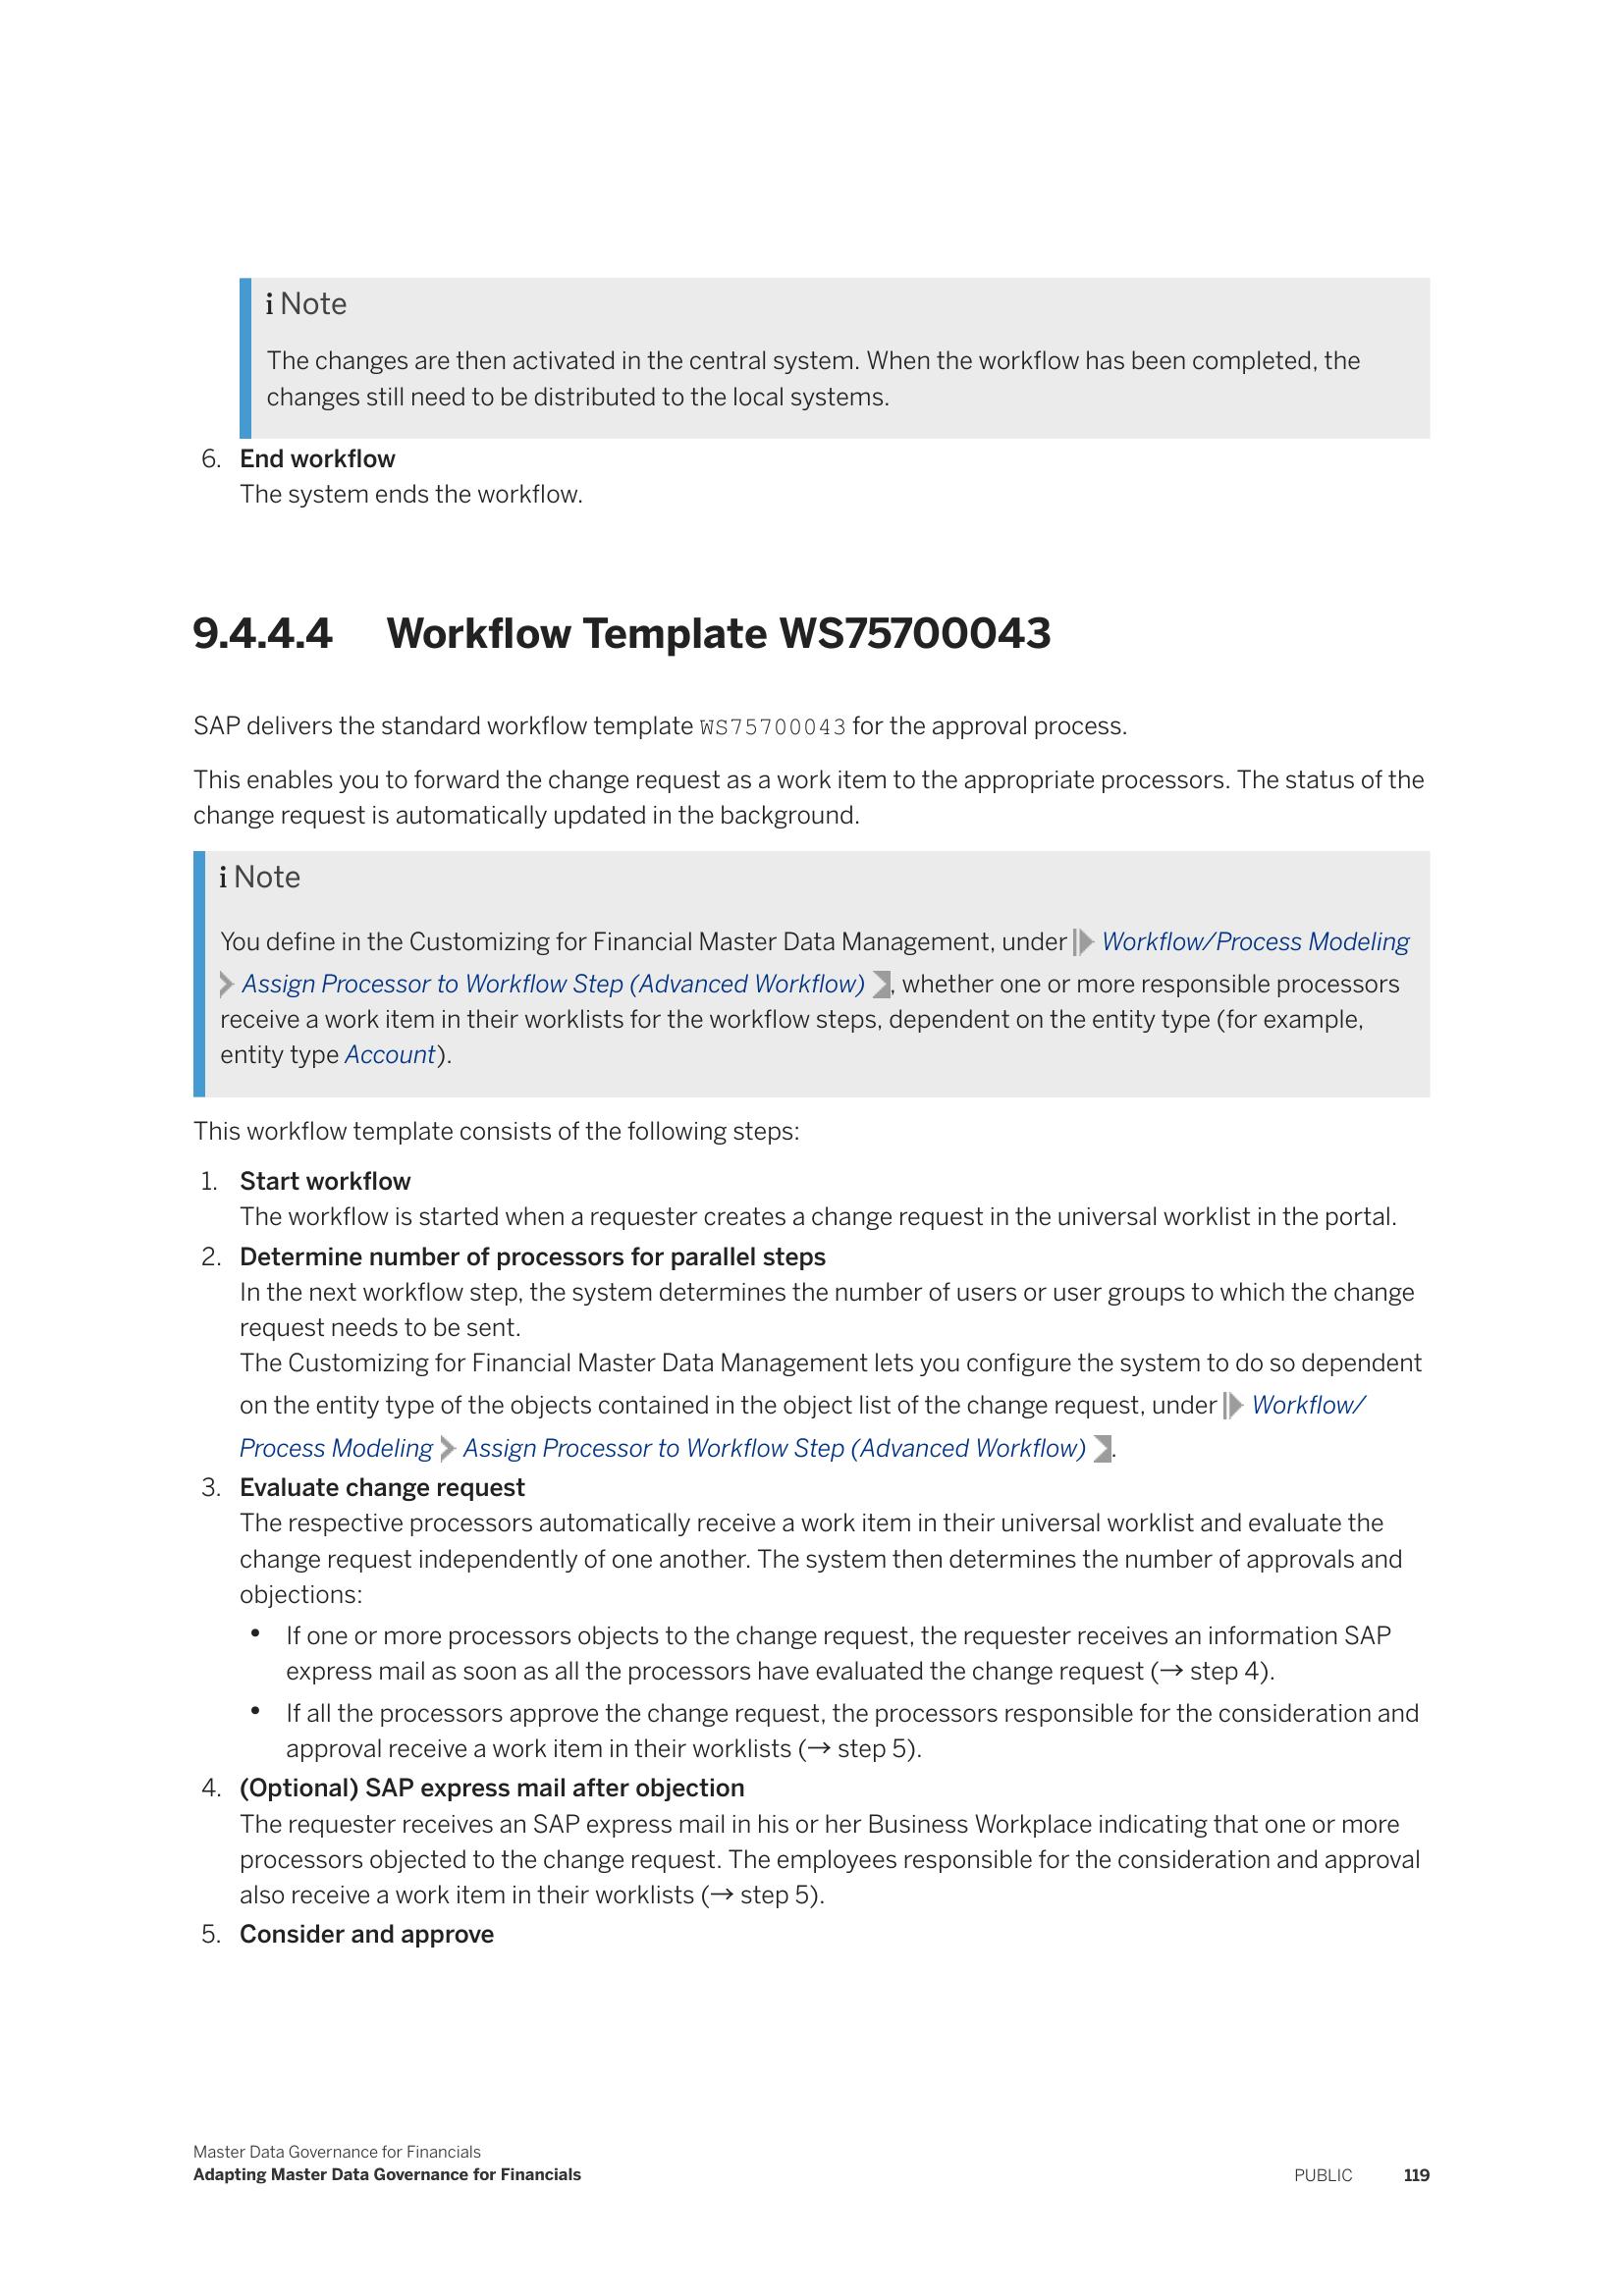 i Note
The changes are then activated in the central system. When the workflow has been completed, the
changes still need to be distributed to the local systems.
6. End workflow
The system ends the workflow.
9.4.4.4 Workflow Template WS75700043
SAP delivers the standard workflow template WS75700043 for the approval process.
This enables you to forward the change request as a work item to the appropriate processors. The status of the
change request is automatically updated in the background.
i Note
You define in the Customizing for Financial Master Data Management, under Workflow/Process Modeling
Assign Processor to Workflow Step (Advanced Workflow) , whether one or more responsible processors
receive a work item in their worklists for the workflow steps, dependent on the entity type (for example,
entity type Account).
This workflow template consists of the following steps:
1. Start workflow
The workflow is started when a requester creates a change request in the universal worklist in the portal.
2. Determine number of processors for parallel steps
In the next workflow step, the system determines the number of users or user groups to which the change
request needs to be sent.
The Customizing for Financial Master Data Management lets you configure the system to do so dependent
on the entity type of the objects contained in the object list of the change request, under Workflow/
Process Modeling Assign Processor to Workflow Step (Advanced Workflow) .
3. Evaluate change request
The respective processors automatically receive a work item in their universal worklist and evaluate the
change request independently of one another. The system then determines the number of approvals and
objections:
• If one or more processors objects to the change request, the requester receives an information SAP
express mail as soon as all the processors have evaluated the change request (→ step 4).
• If all the processors approve the change request, the processors responsible for the consideration and
approval receive a work item in their worklists (→ step 5).
4. (Optional) SAP express mail after objection
The requester receives an SAP express mail in his or her Business Workplace indicating that one or more
processors objected to the change request. The employees responsible for the consideration and approval
also receive a work item in their worklists (→ step 5).
5. Consider and approve
Master Data Governance for Financials
Adapting Master Data Governance for Financials
PUBLIC 119